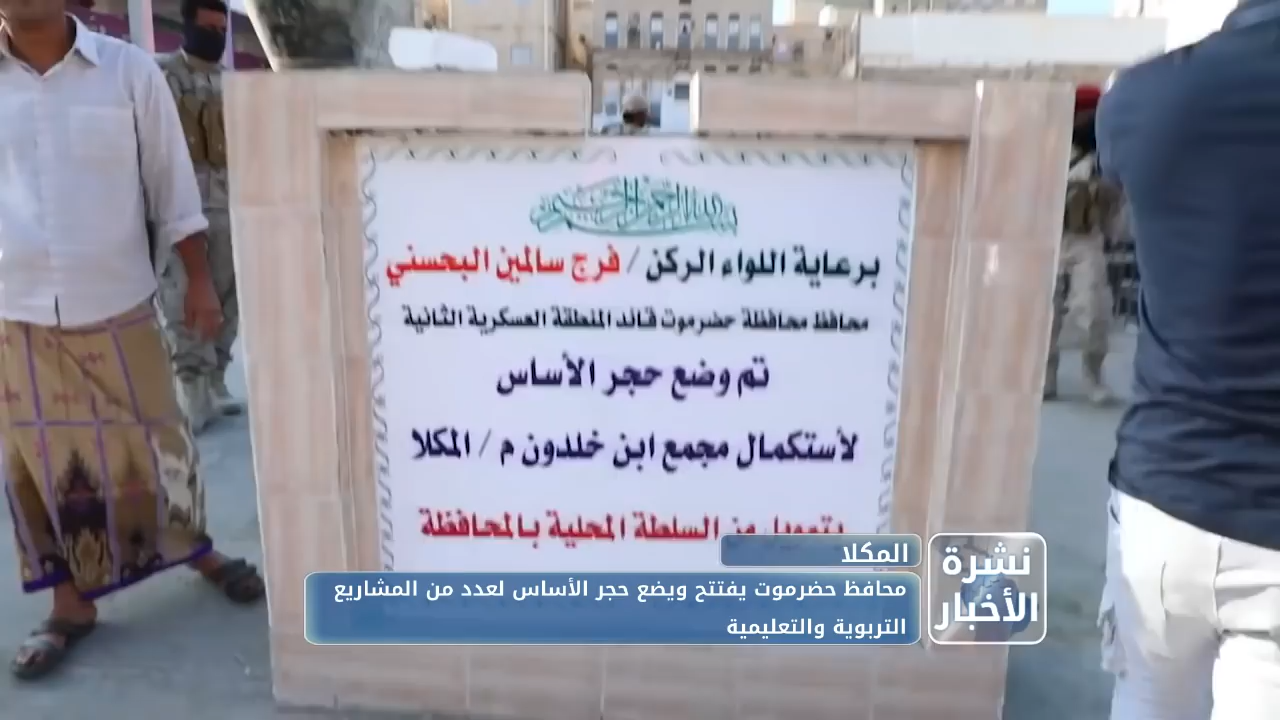 بسم الله الرحمن الرحيم
برعاية اللواء الركن / فرج سالمين البحسني
محافظ محافظة حضرموت قائد المنطقة العسكرية الثانية
تم وضع حجر الأساس
لأستكمال مجمع ابن خلدون م / المكلا
بتمويل من السلطة المحلية بالمحافظة
المكلا
محافظ حضرموت يفتتح ويضع حجر الأساس لعدد من المشاريع
التربوية والتعليمية
نشرة
الأخبار